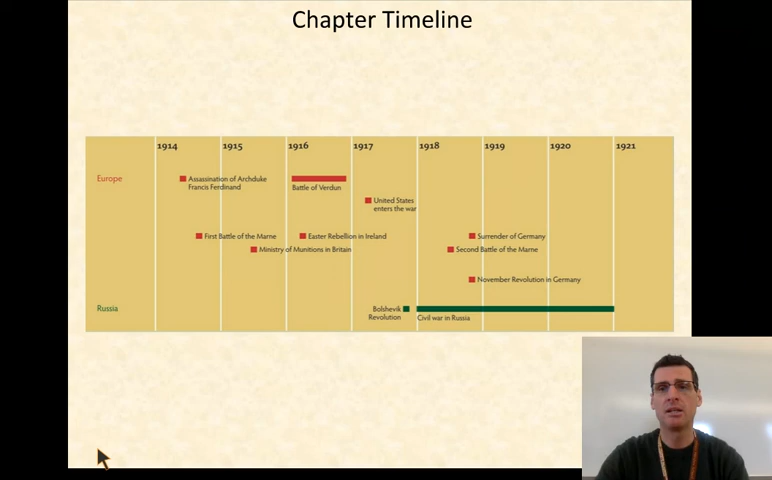 Chapter Timeline
1914 1915 1916 1917 1918 1919 1920 1921
Europe
Assassination of Archduke
Francis Ferdinand
Battle of Verdun
United States
enters the war
First Battle of the Marne
Easter Rebellion in Ireland
Surrender of Germany
Ministry of Munitions in Britain
Second Battle of the Marne
November Revolution in Germany
Russia
Bolshevik
Revolution
Civil war in Russia